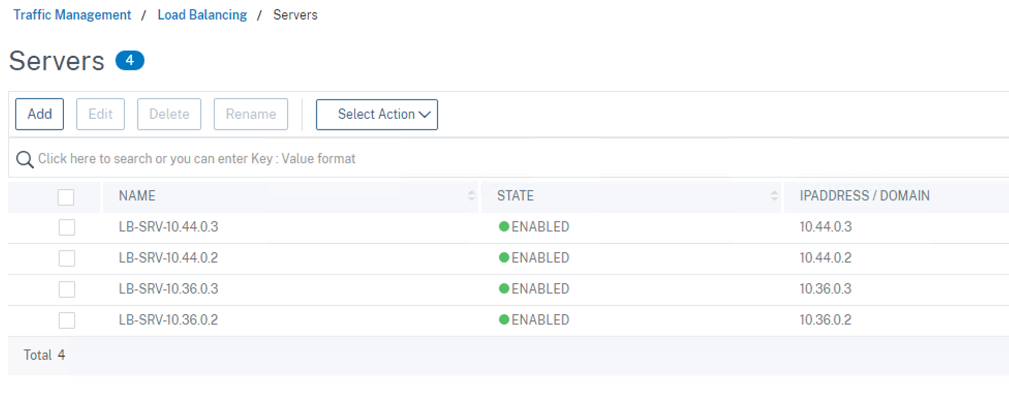 Traffic Management / Load Balancing / Servers
Servers 4
Add Edit Delete Rename Select Action
Click here to search or you can enter Key : Value format
NAME STATE IPADDRESS / DOMAIN
LB-SRV-10.44.0.3 ENABLED 10.44.0.3
LB-SRV-10.44.0.2 ENABLED 10.44.0.2
LB-SRV-10.36.0.3 ENABLED 10.36.0.3
LB-SRV-10.36.0.2 ENABLED 10.36.0.2
Total 4